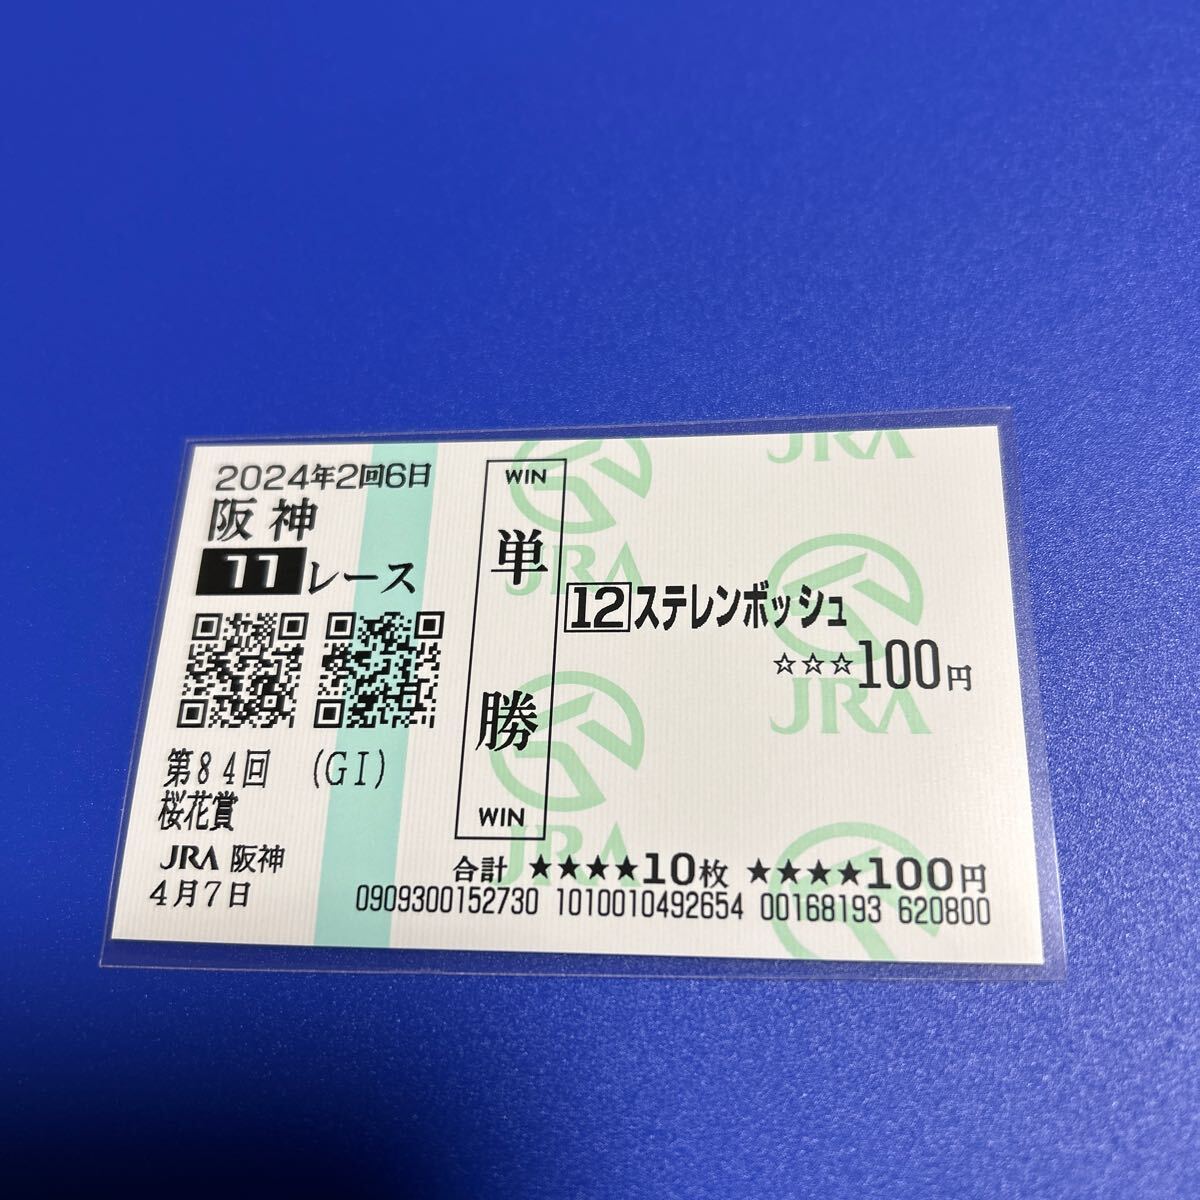 2024年2回6日
阪神
11レース
第84回 (GI)
桜花賞
JRA 阪神
4月7日
WIN
単勝
WIN
12ステレンボッシュ
☆☆☆100円
合計 ★★★★10枚 ★★★★100円
0909300152730 1010010492654 00168193 620800
JRA
JRA
JRA
JRA